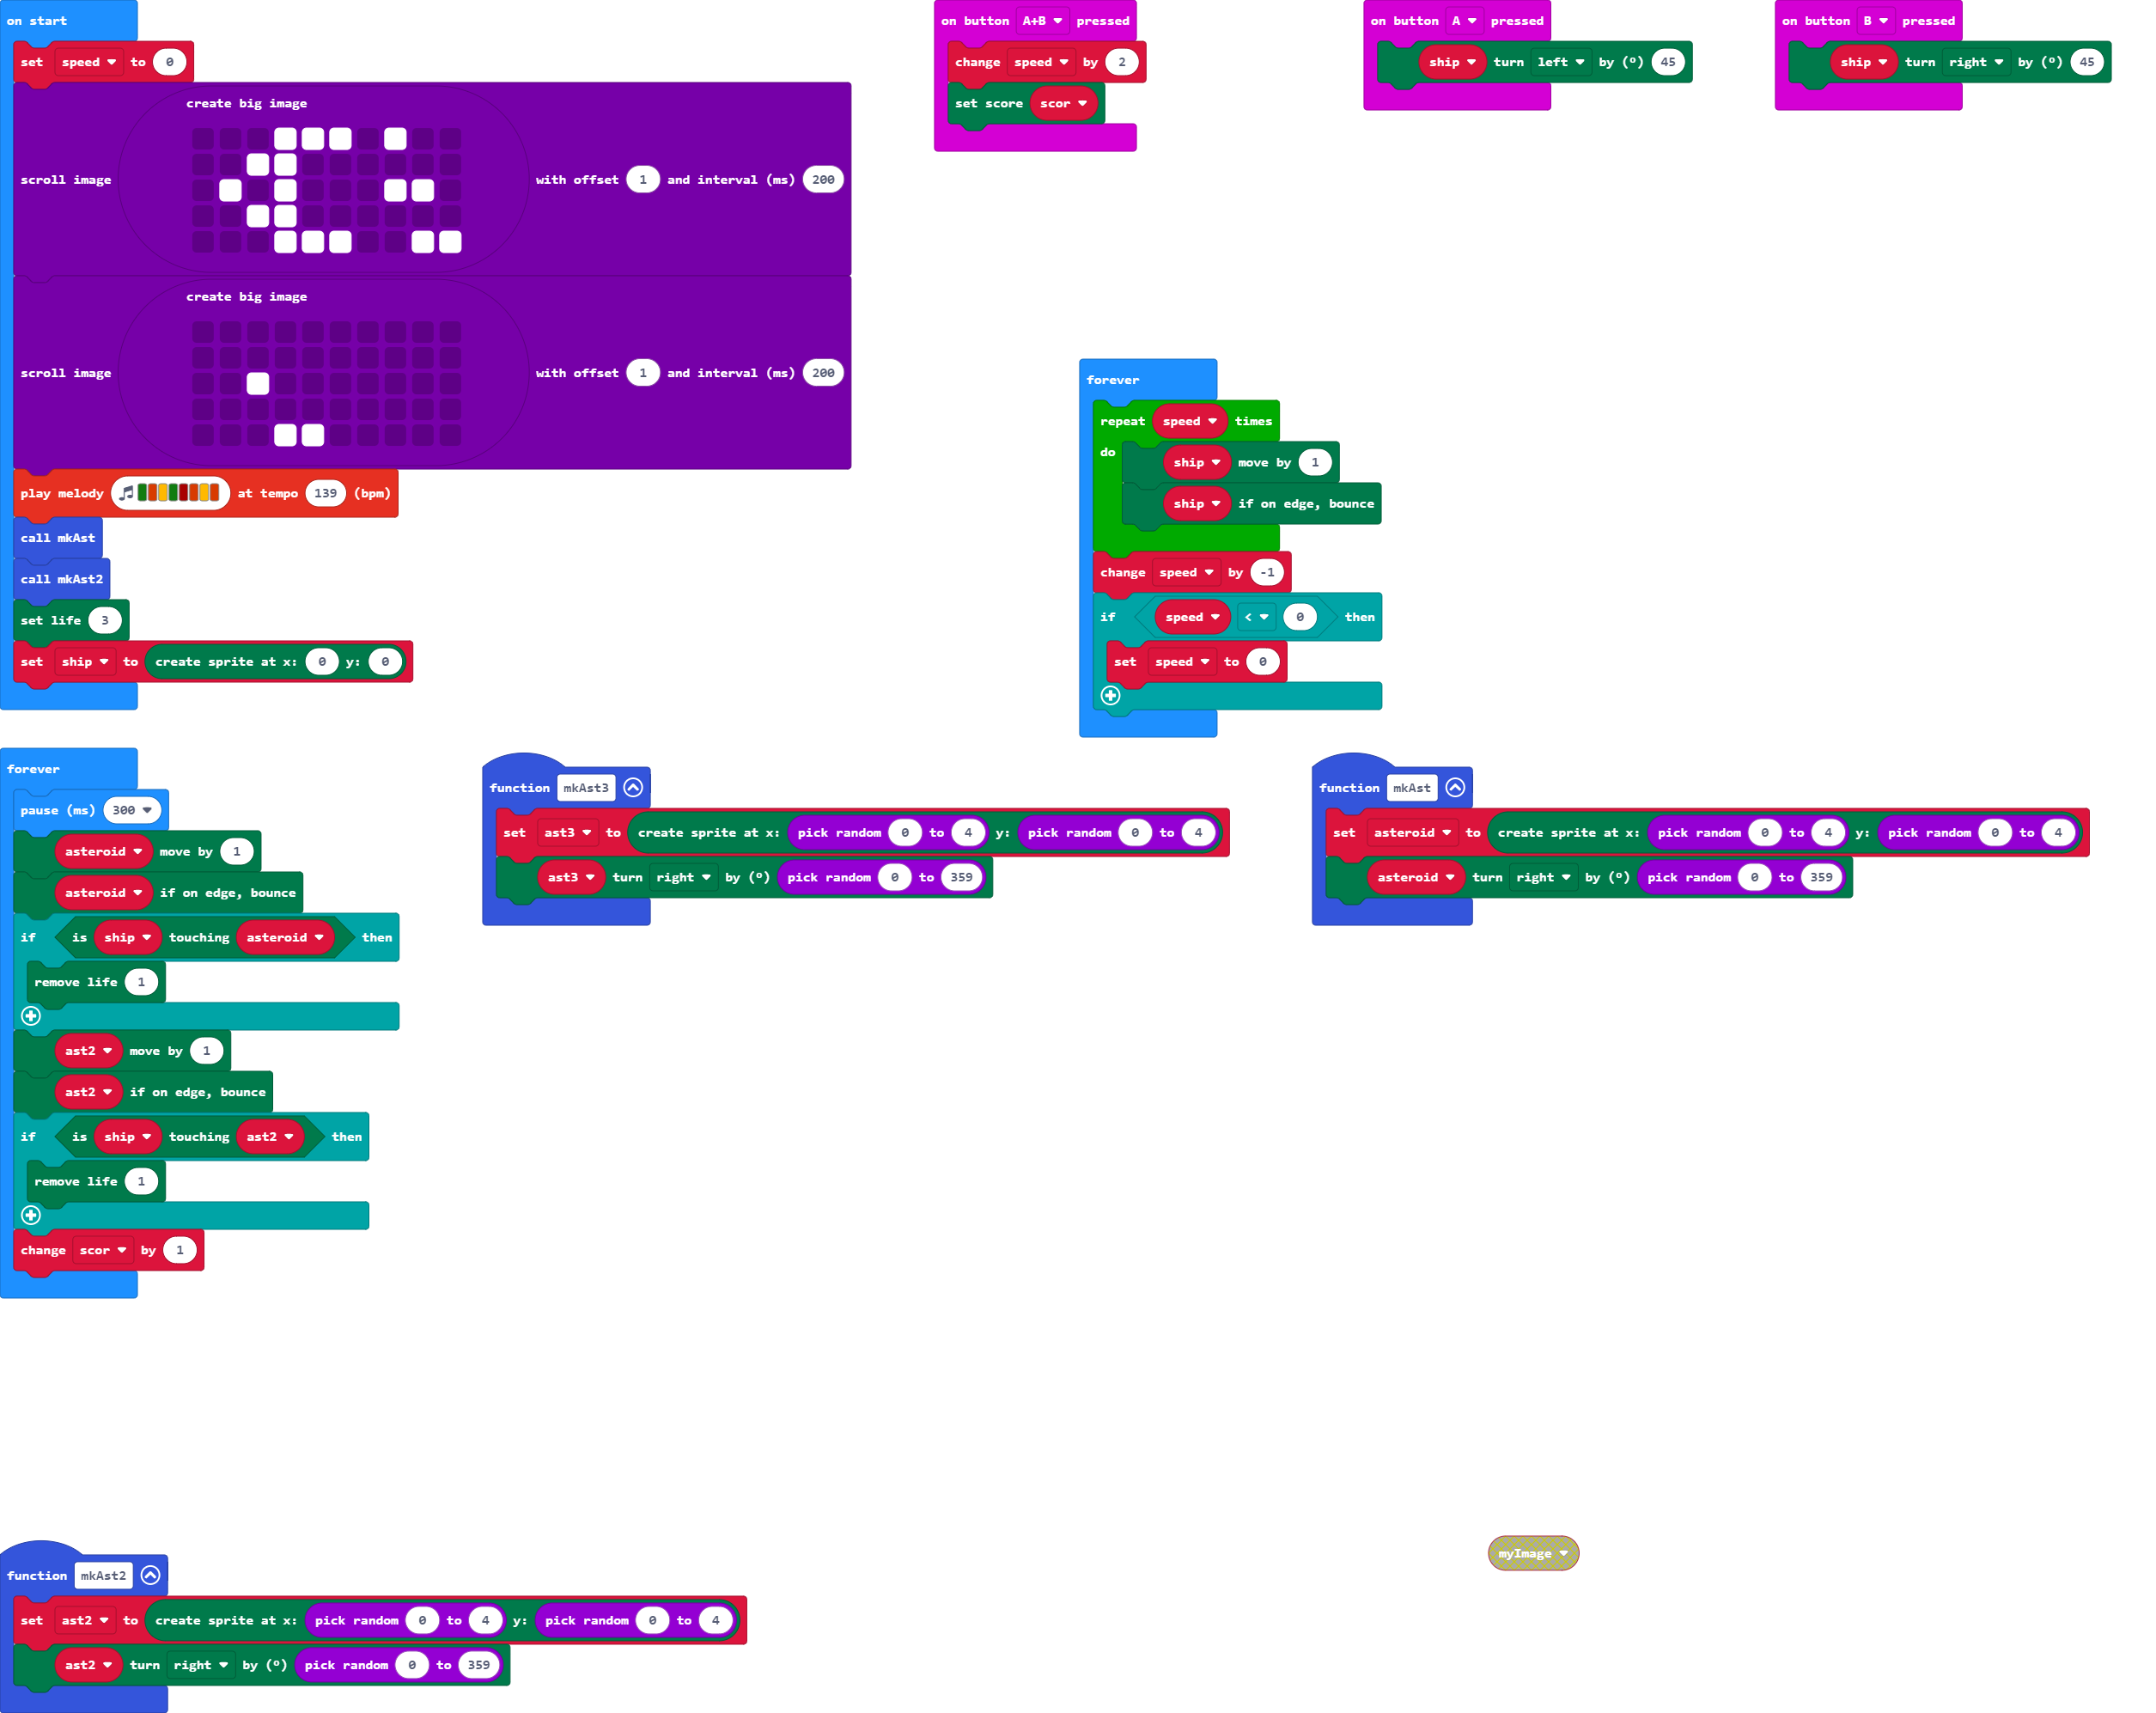 on start
set speed to 0
create big image
scroll image with offset 1 and interval (ms) 200
create big image
scroll image with offset 1 and interval (ms) 200
play melody at tempo 139 (bpm)
call mkAst
call mkAst2
set life 3
set ship to create sprite at x: 0 y: 0
on button A+B pressed
change speed by 2
set score scor
on button A pressed
ship turn left by (º) 45
on button B pressed
ship turn right by (º) 45
forever
repeat speed times
do
ship move by 1
ship if on edge, bounce
change speed by -1
if speed < 0 then
set speed to 0
forever
pause (ms) 300
asteroid move by 1
asteroid if on edge, bounce
if is ship touching asteroid then
remove life 1
ast2 move by 1
ast2 if on edge, bounce
if is ship touching ast2 then
remove life 1
change scor by 1
function mkAst3
set ast3 to create sprite at x: pick random 0 to 4 y: pick random 0 to 4
ast3 turn right by (º) pick random 0 to 359
function mkAst
set asteroid to create sprite at x: pick random 0 to 4 y: pick random 0 to 4
asteroid turn right by (º) pick random 0 to 359
function mkAst2
set ast2 to create sprite at x: pick random 0 to 4 y: pick random 0 to 4
ast2 turn right by (º) pick random 0 to 359
myImage